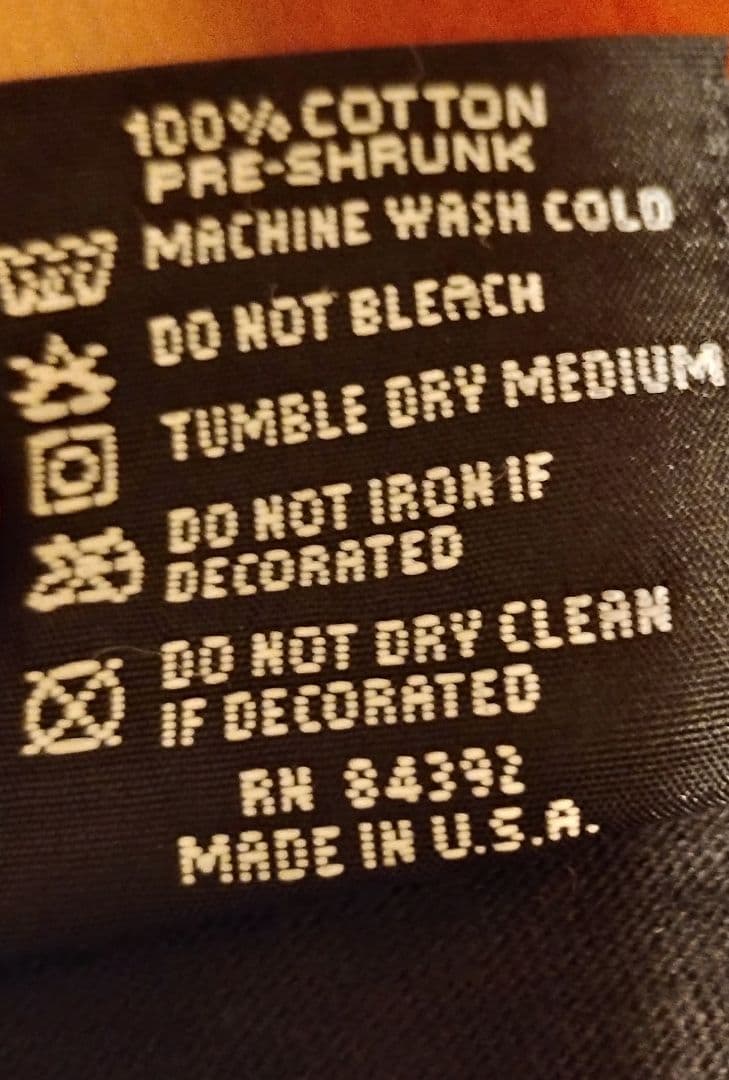 100% COTTON
PRE-SHRUNK
MACHINE WASH COLD
DO NOT BLEACH
TUMBLE DRY MEDIUM
DO NOT IRON IF
DECORATED
DO NOT DRY CLEAN
IF DECORATED
RN 84392
MADE IN U.S.A.